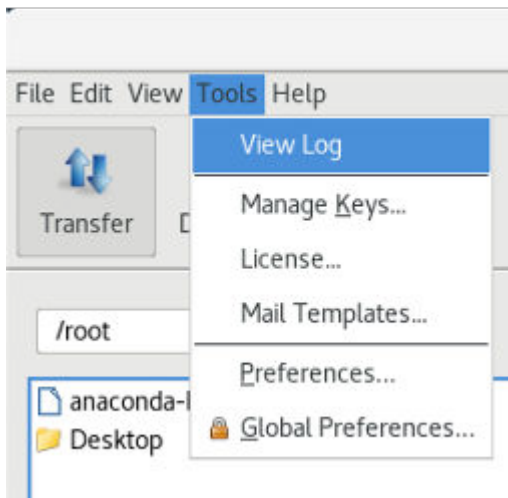 File Edit View Tools Help
View Log
Transfer
Manage Keys...
License...
Mail Templates...
/root
Preferences...
Global Preferences...
Desktop